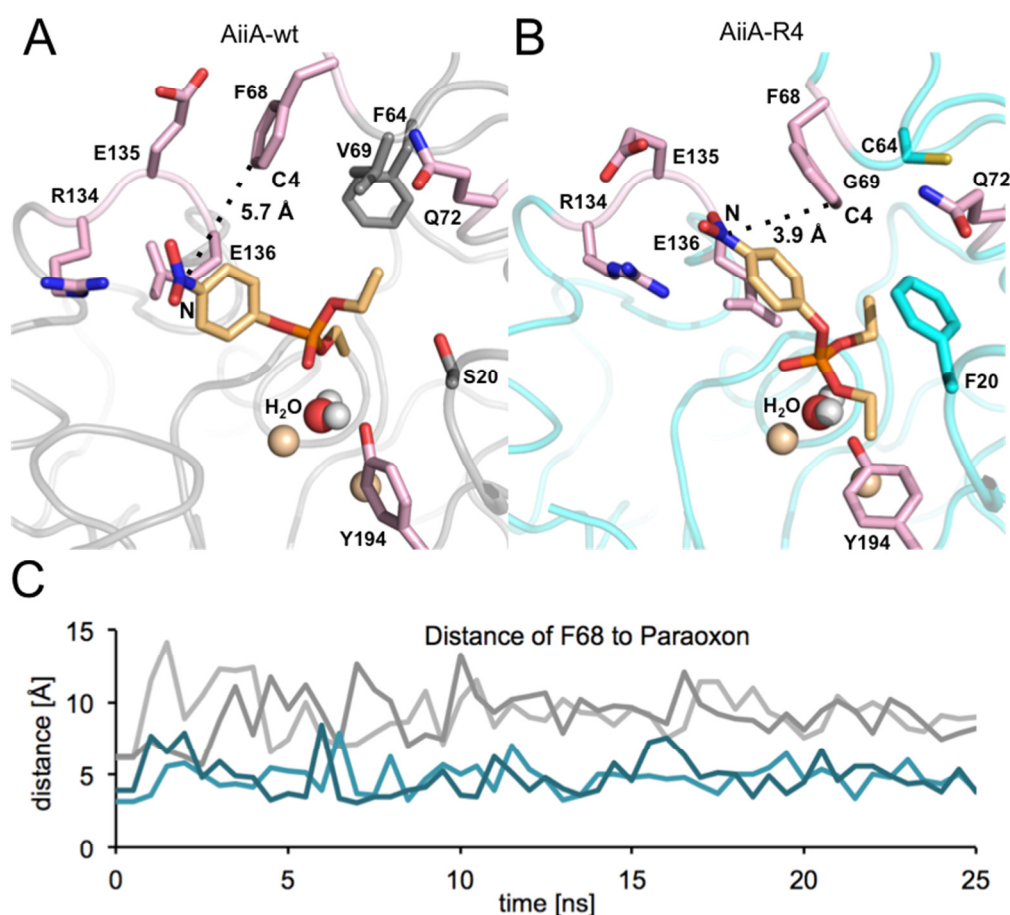 A
AiiA-wt
F68
F64
E135
V69
C4
R134
5.7 Å
Q72
E136
N
S20
H2O
Y194
B
AiiA-R4
F68
C64
E135
G69
Q72
R134
N
C4
E136
3.9 Å
F20
H2O
Y194
C
Distance of F68 to Paraoxon
distance [Å]
15
10
5
0
0 5 10 15 20 25
time [ns]